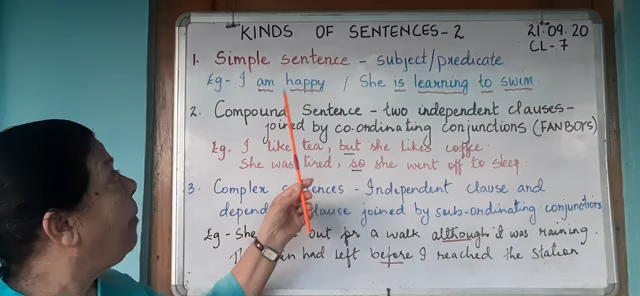 KINDS OF SENTENCES-2
21.09.20
CL-7
1. Simple sentence - subject/predicate
Eg- I am happy / She is learning to swim.
2. Compound Sentence - two independent clauses-
joined by co-ordinating conjunctions (FANBOYS)
Eg- I like tea, but she likes coffee.
She was tired, so she went off to sleep.
3. Complex sentences - Independent clause and
clause joined by sub-ordinating conjunctions
Eg- She out for a walk although it was raining.
had left before I reached the station